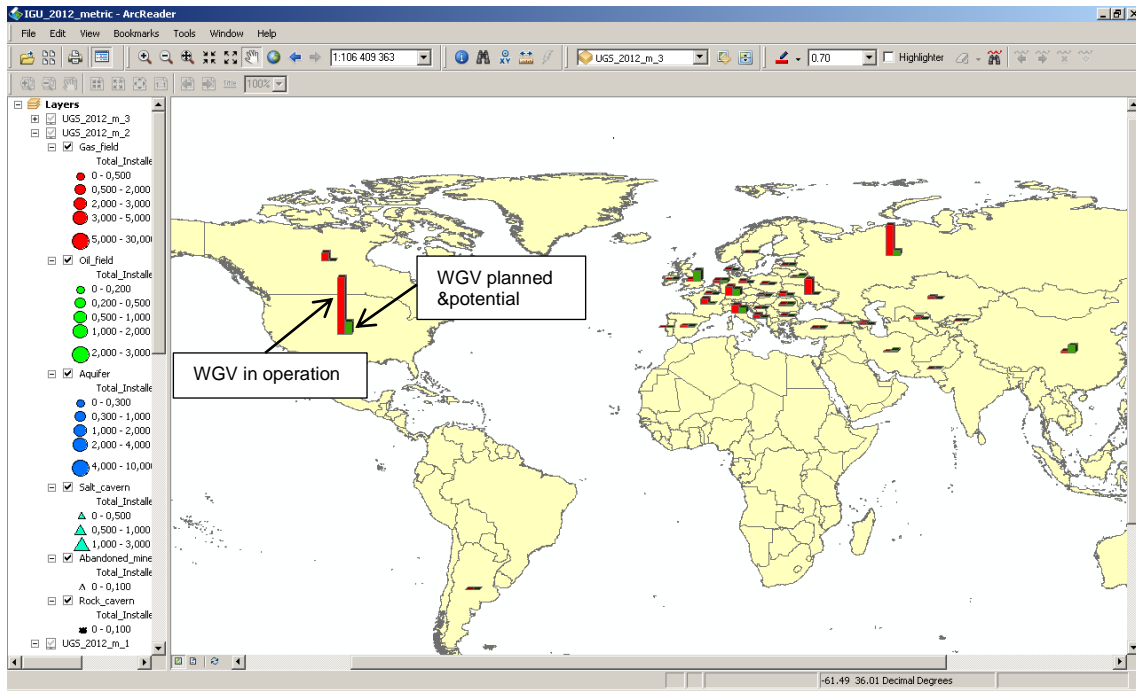 IGU_2012_metric - ArcReader
File Edit View Bookmarks Tools Window Help
1:106 409 363 UGS_2012_m_3 0.70 Highlighter
Title 100%
Layers
UGS_2012_m_3
UGS_2012_m_2
Gas_field
Total_Installe
0 - 0,500
0,500 - 2,000
2,000 - 3,000
3,000 - 5,000
5,000 - 30,000
Oil_field
Total_Installe
0 - 0,200
0,200 - 0,500
0,500 - 1,000
1,000 - 2,000
2,000 - 3,000
Aquifer
Total_Installe
0 - 0,300
0,300 - 1,000
1,000 - 2,000
2,000 - 4,000
4,000 - 10,000
Salt_cavern
Total_Installe
0 - 0,500
0,500 - 1,000
1,000 - 3,000
Abandoned_mine
Total_Installe
0 - 0,100
Rock_cavern
Total_Installe
0 - 0,100
UGS_2012_m_1
WGV planned
&potential
WGV in operation
-61.49 36.01 Decimal Degrees